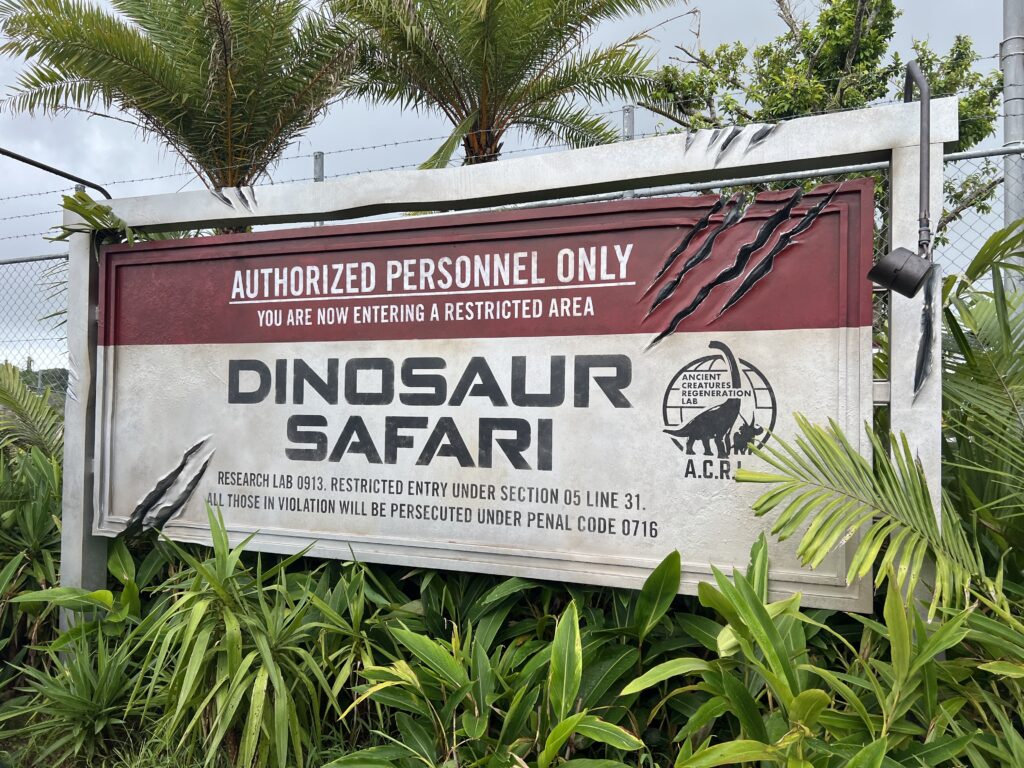 AUTHORIZED PERSONNEL ONLY
YOU ARE NOW ENTERING A RESTRICTED AREA
DINOSAUR
SAFARI
ANCIENT
CREATURES
REGENERATION
LAB
RESEARCH LAB 0913. RESTRICTED ENTRY UNDER SECTION 05 LINE 31.
ALL THOSE IN VIOLATION WILL BE PERSECUTED UNDER PENAL CODE 0716